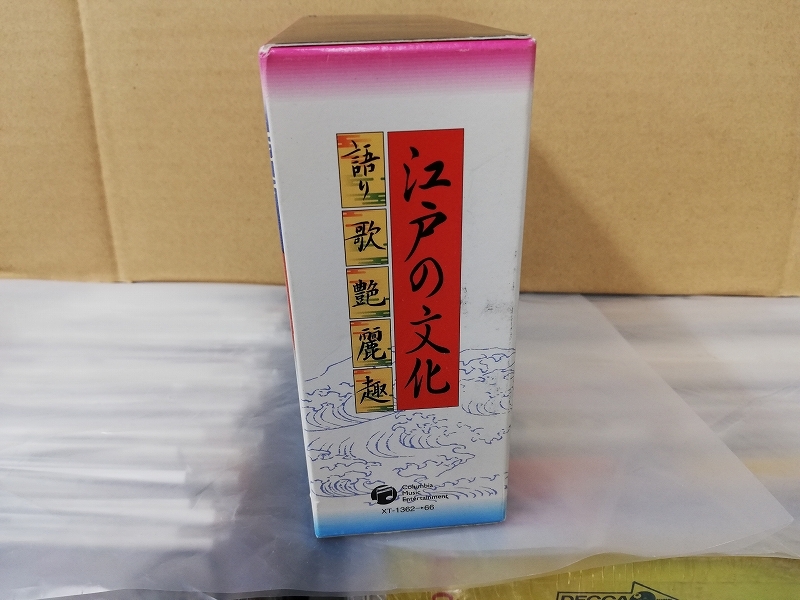 江戸の文化
語り
歌
艶
麗
趣
Columbia
Music
Entertainment
XT-1362→66
DECCA